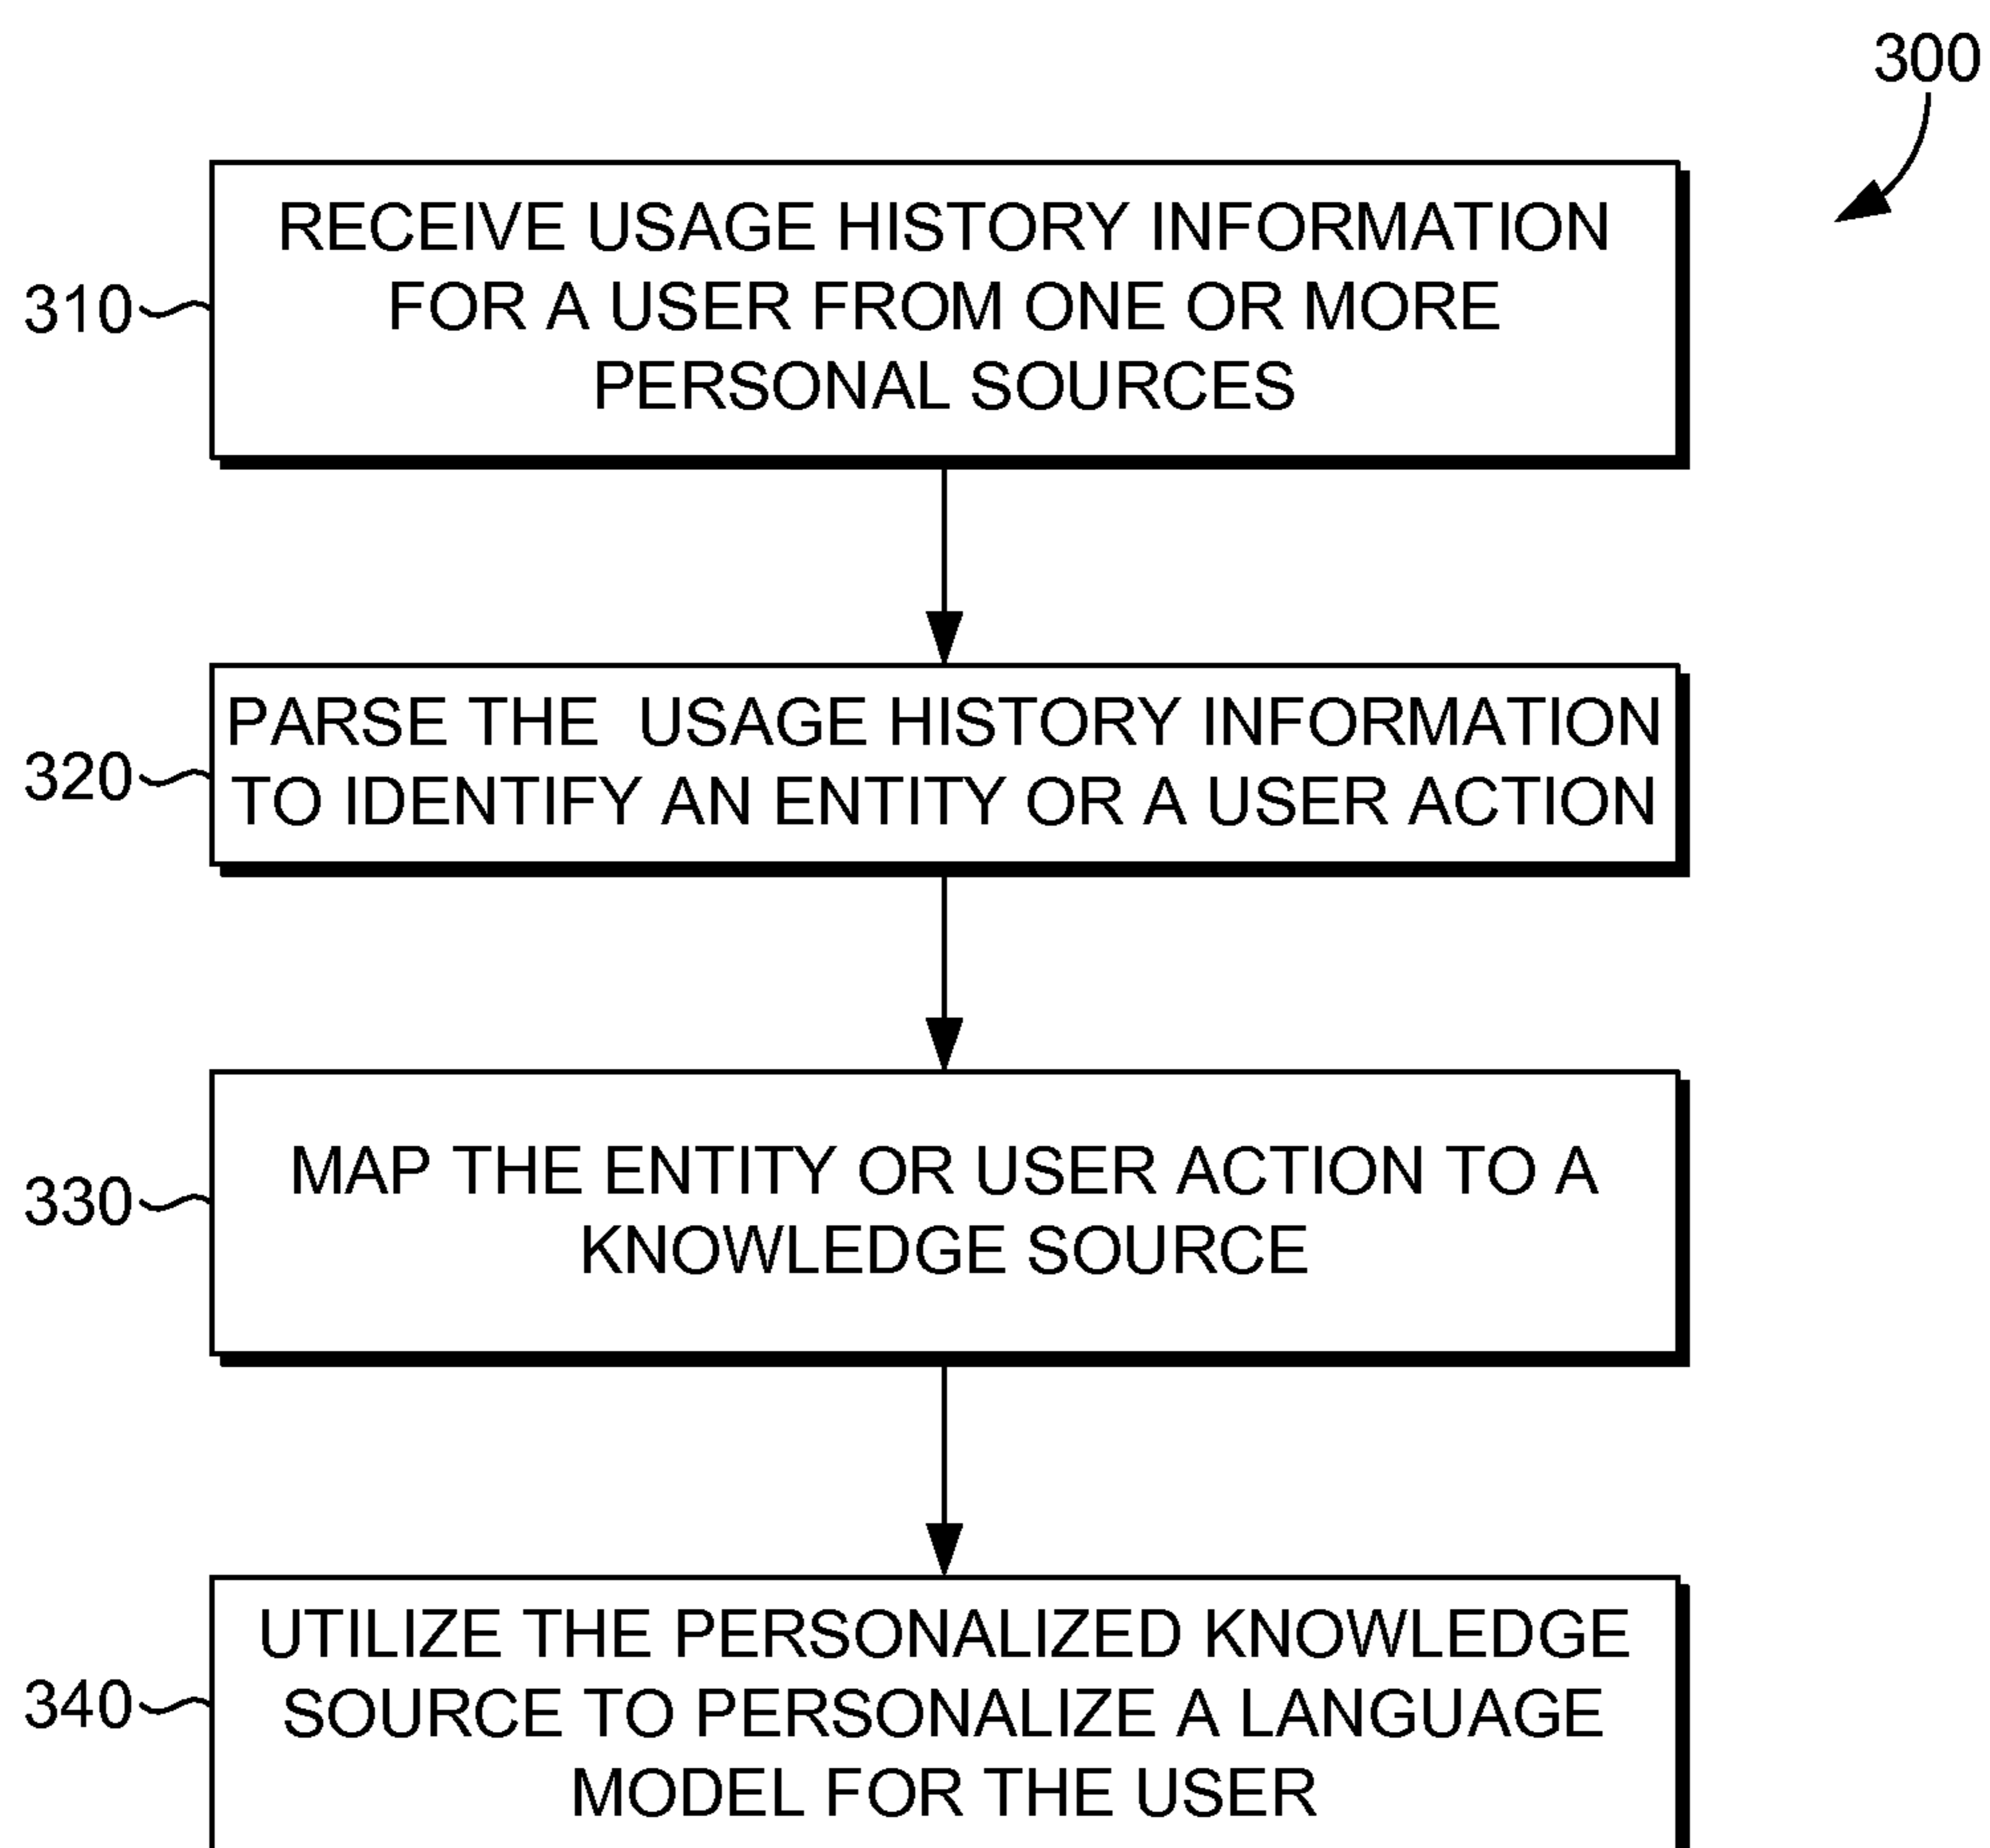 300
RECEIVE USAGE HISTORY INFORMATION
FOR A USER FROM ONE OR MORE
PERSONAL SOURCES
310
PARSE THE USAGE HISTORY INFORMATION
TO IDENTIFY AN ENTITY OR A USER ACTION
320
MAP THE ENTITY OR USER ACTION TO A
KNOWLEDGE SOURCE
330
UTILIZE THE PERSONALIZED KNOWLEDGE
SOURCE TO PERSONALIZE A LANGUAGE
MODEL FOR THE USER
340